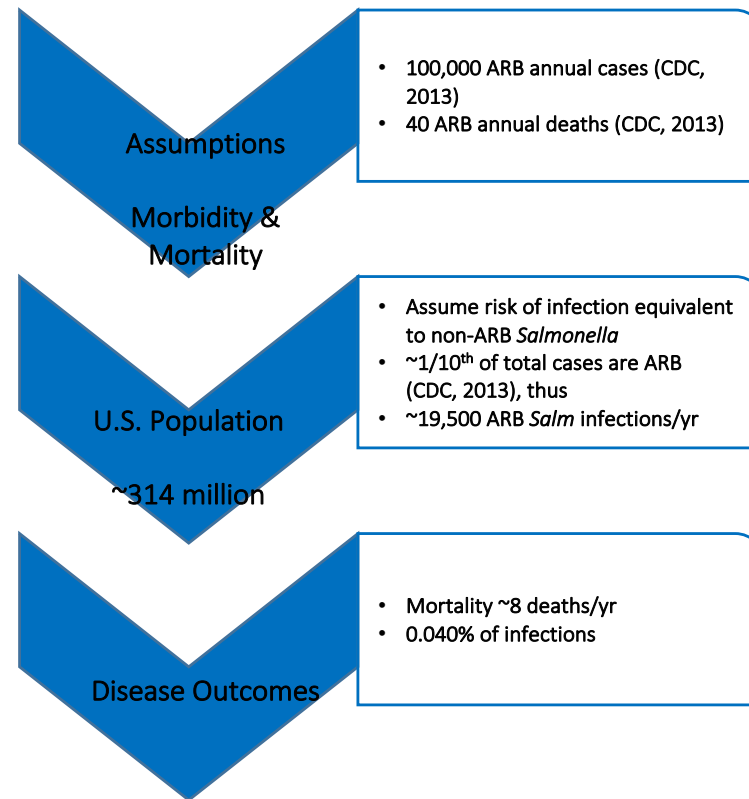 Assumptions
Morbidity &
Mortality
• 100,000 ARB annual cases (CDC,
2013)
• 40 ARB annual deaths (CDC, 2013)
U.S. Population
~314 million
• Assume risk of infection equivalent
to non-ARB Salmonella
• ~1/10th of total cases are ARB
(CDC, 2013), thus
• ~19,500 ARB Salm infections/yr
Disease Outcomes
• Mortality ~8 deaths/yr
• 0.040% of infections